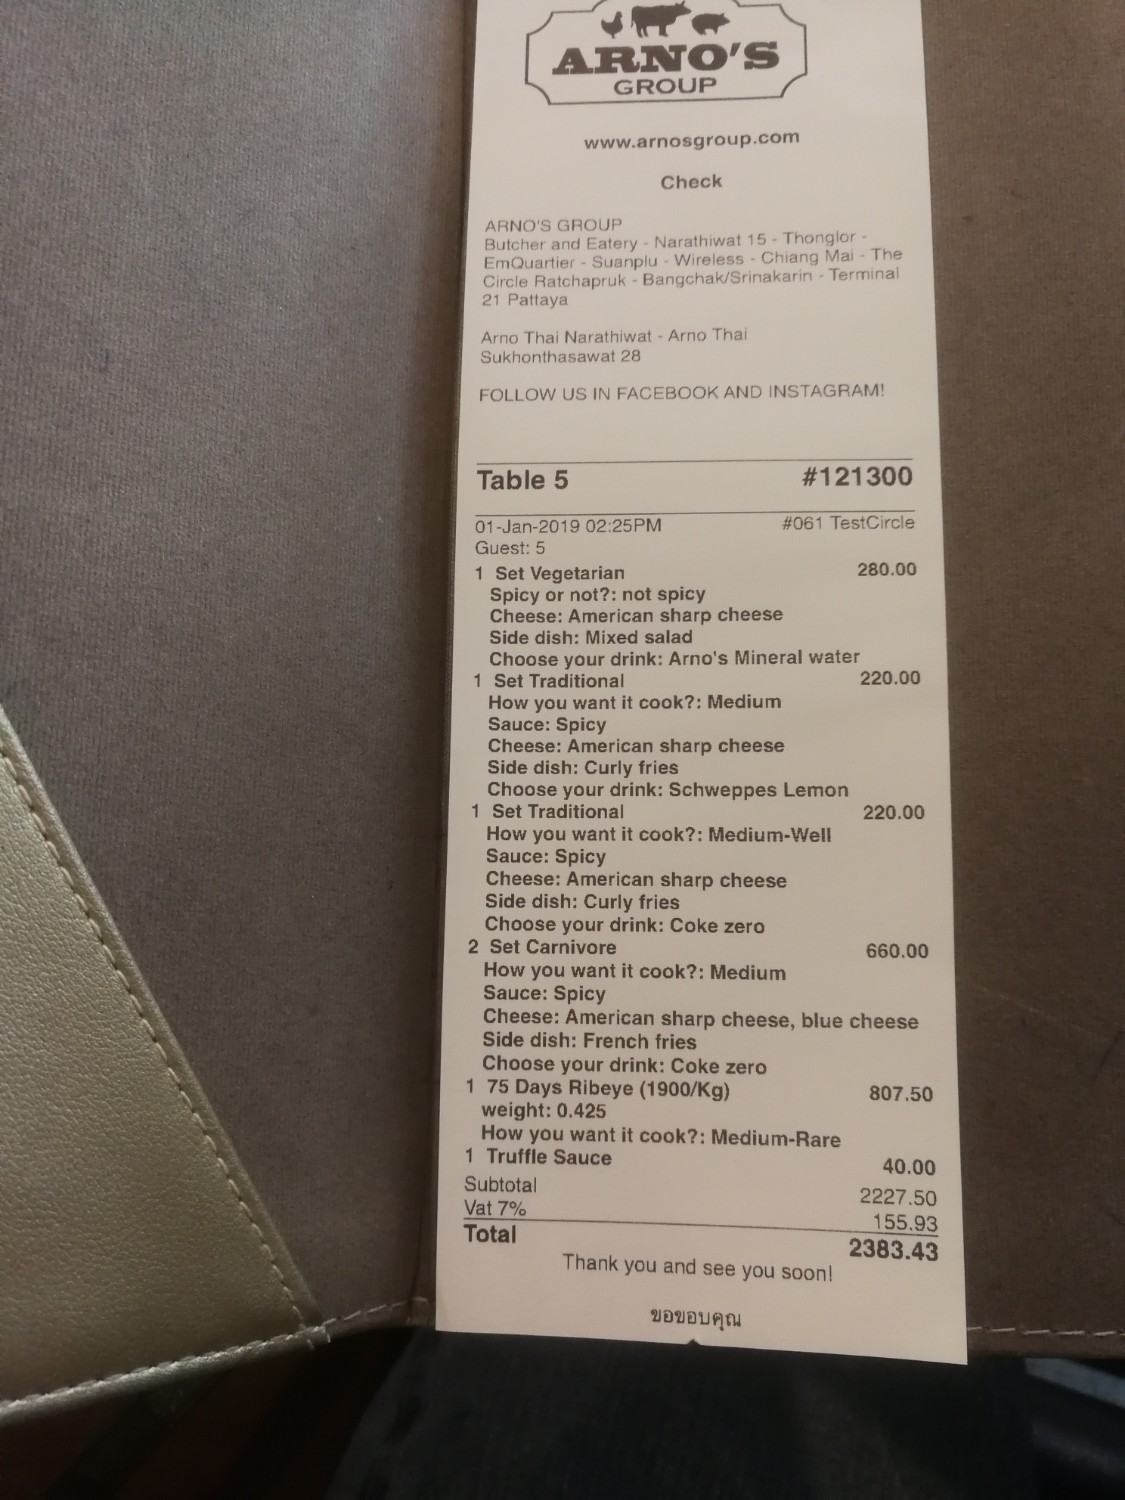 ARNO'S
GROUP
www.arnosgroup.com
Check
ARNO'S GROUP
Butcher and Eatery - Narathiwat 15 - Thonglor -
EmQuartier - Suanplu - Wireless - Chiang Mai - The
Circle Ratchapruk - Bangchak/Srinakarin - Terminal
21 Pattaya
Arno Thai Narathiwat - Arno Thai
Sukhonthasawat 28
FOLLOW US IN FACEBOOK AND INSTAGRAM!
Table 5 #121300
01-Jan-2019 02:25PM #061 TestCircle
Guest: 5
1 Set Vegetarian 280.00
Spicy or not?: not spicy
Cheese: American sharp cheese
Side dish: Mixed salad
Choose your drink: Arno's Mineral water
1 Set Traditional 220.00
How you want it cook?: Medium
Sauce: Spicy
Cheese: American sharp cheese
Side dish: Curly fries
Choose your drink: Schweppes Lemon
1 Set Traditional 220.00
How you want it cook?: Medium-Well
Sauce: Spicy
Cheese: American sharp cheese
Side dish: Curly fries
Choose your drink: Coke zero
2 Set Carnivore 660.00
How you want it cook?: Medium
Sauce: Spicy
Cheese: American sharp cheese, blue cheese
Side dish: French fries
Choose your drink: Coke zero
1 75 Days Ribeye (1900/Kg) 807.50
weight: 0.425
How you want it cook?: Medium-Rare
1 Truffle Sauce 40.00
Subtotal 2227.50
Vat 7% 155.93
Total 2383.43
Thank you and see you soon!
ขอขอบคุณ